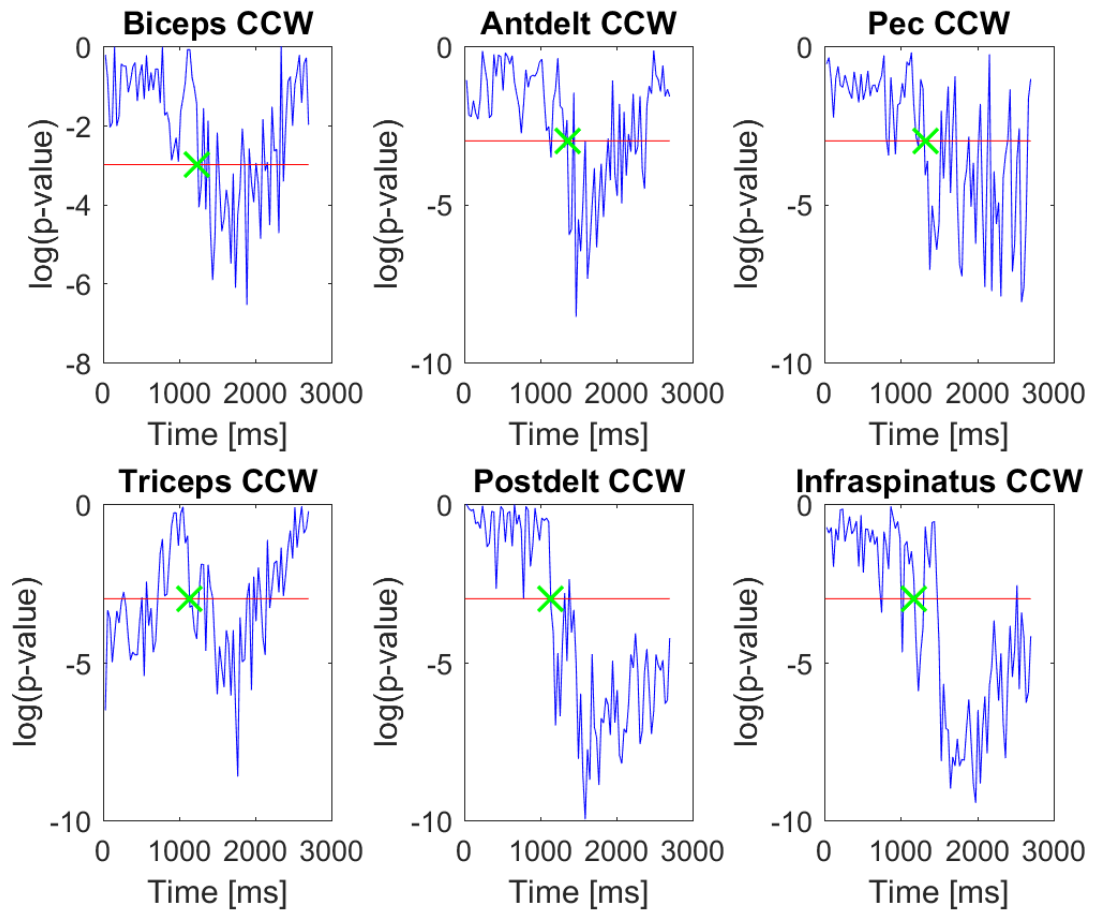 Biceps CCW
Antdelt CCW
Pec CCW
0
-2
-4
-6
-8
log(p-value)
0
-5
-10
log(p-value)
0
-5
-10
log(p-value)
0 1000 2000 3000
0 1000 2000 3000
0 1000 2000 3000
Time [ms]
Time [ms]
Time [ms]
Triceps CCW
Postdelt CCW
Infraspinatus CCW
0
-5
-10
log(p-value)
0
-5
-10
log(p-value)
0
-5
-10
log(p-value)
0 1000 2000 3000
0 1000 2000 3000
0 1000 2000 3000
Time [ms]
Time [ms]
Time [ms]